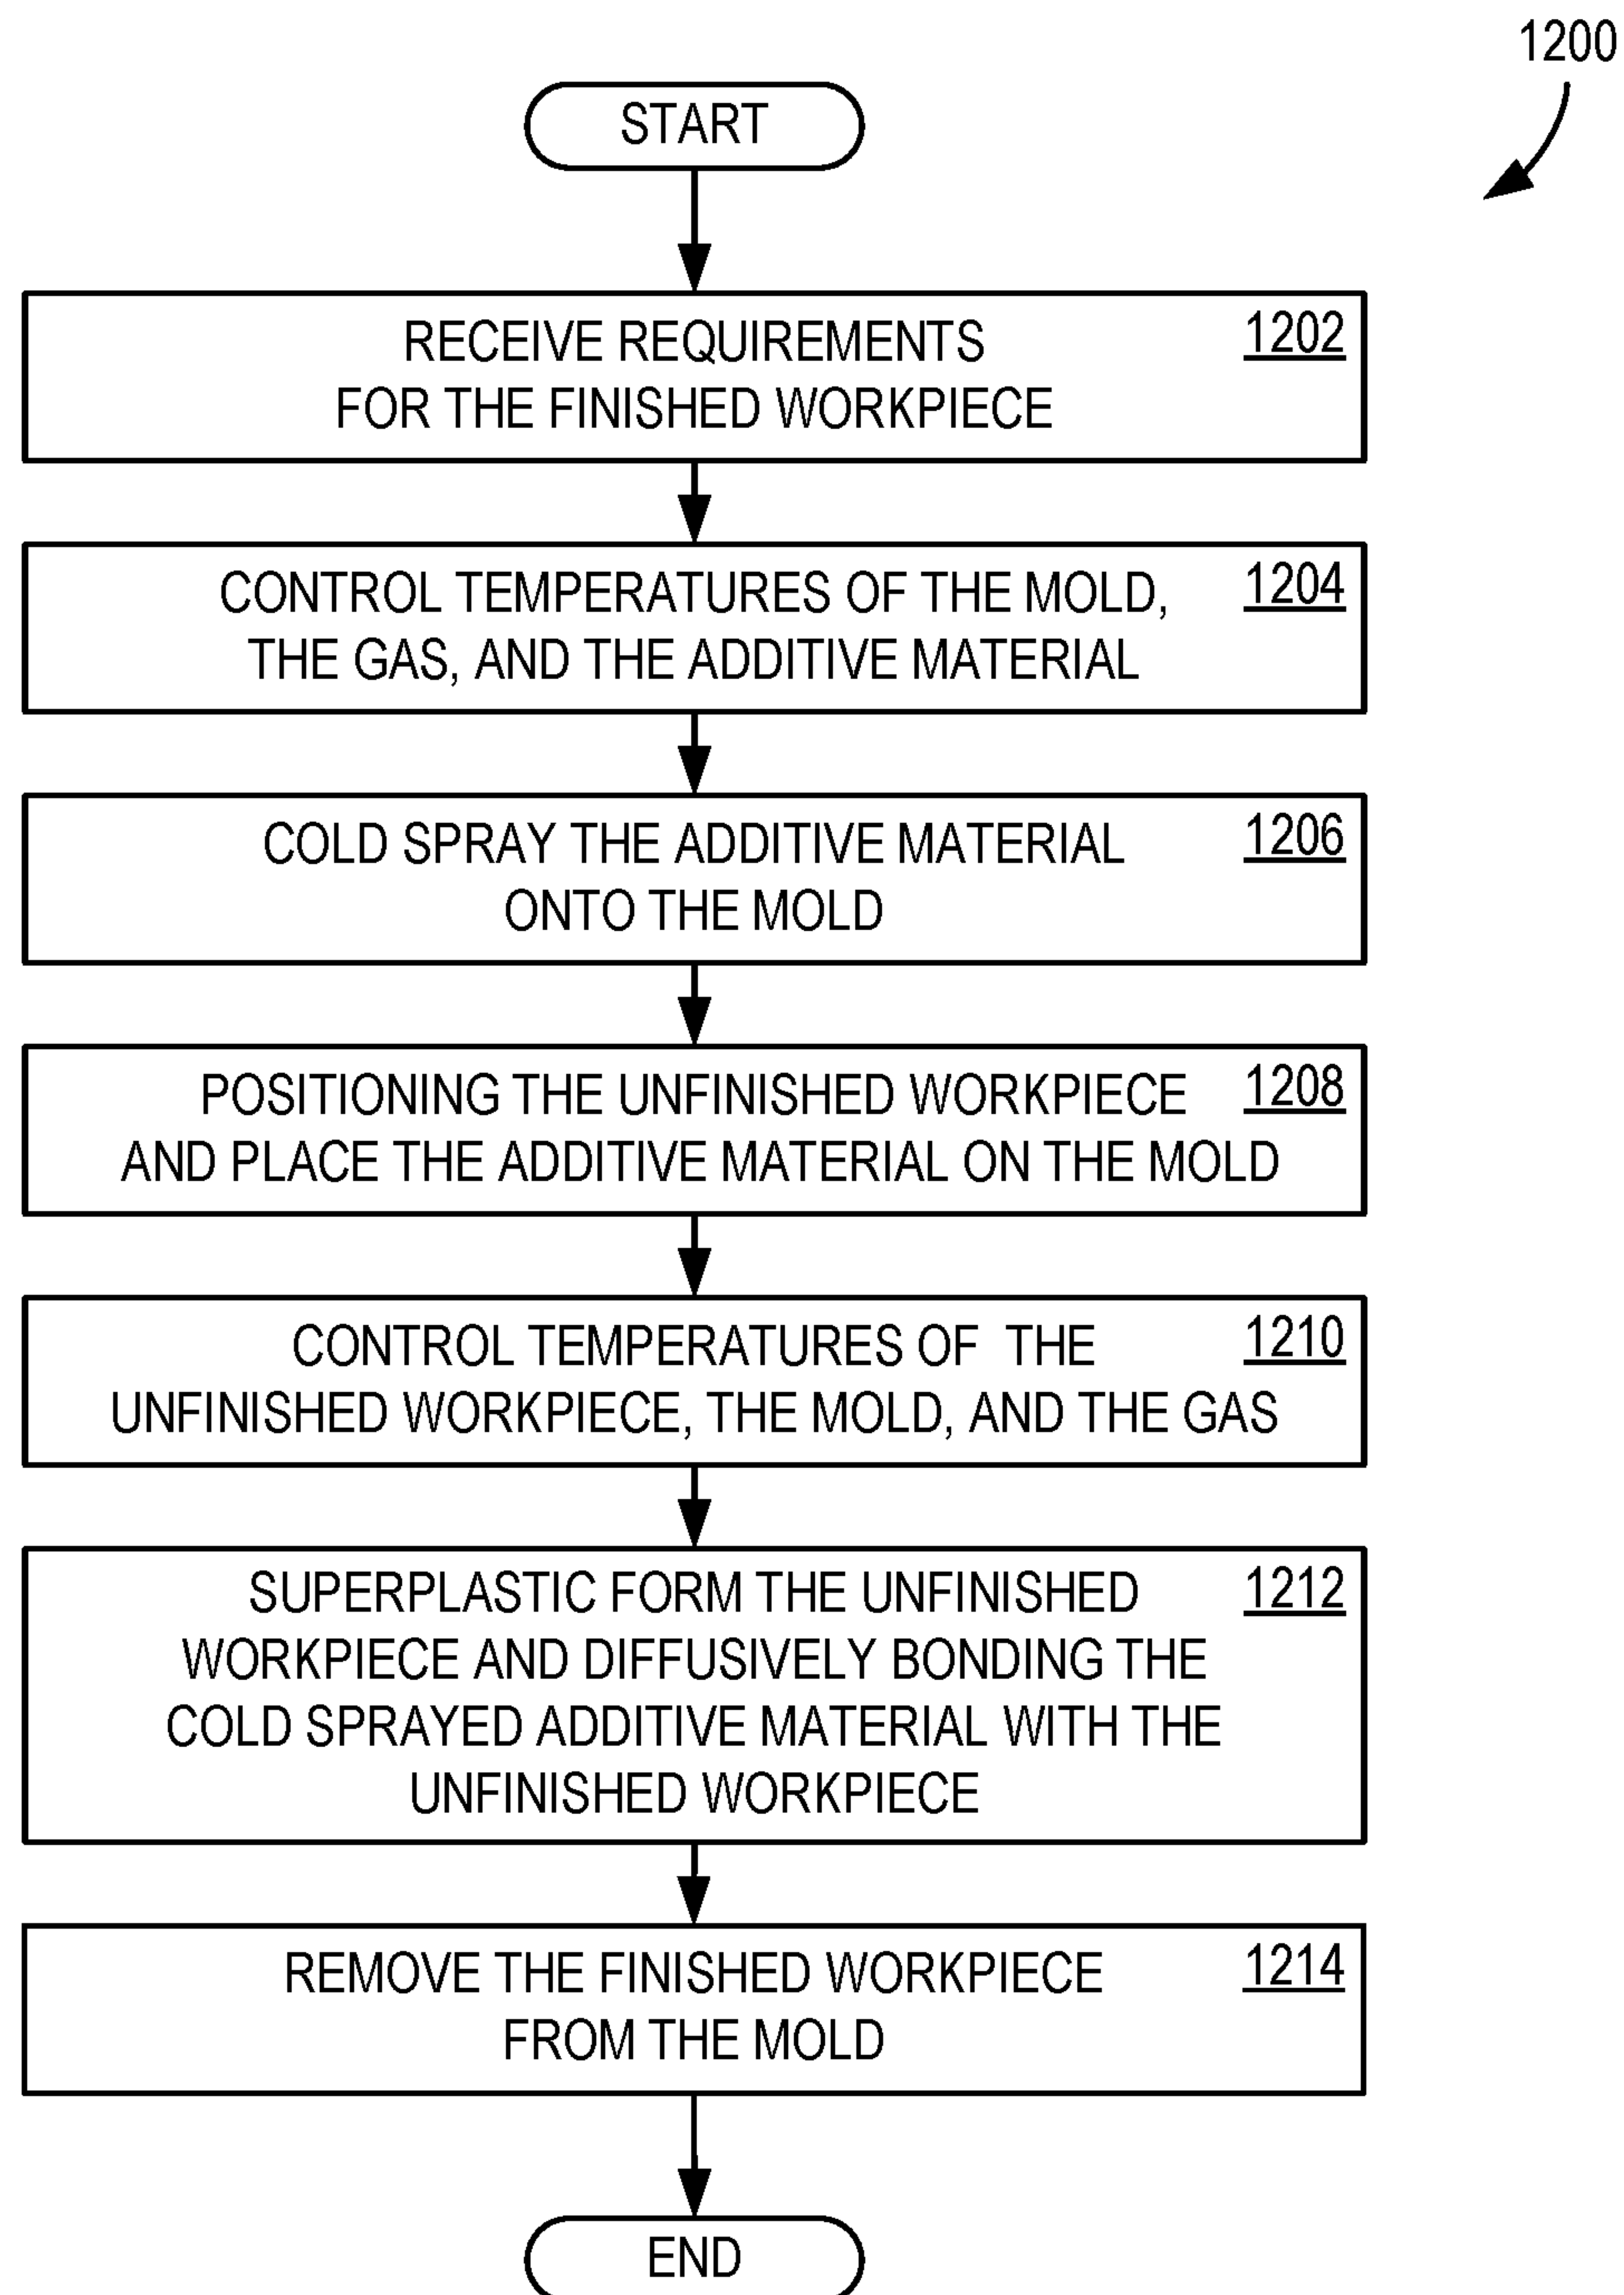 1200
START
RECEIVE REQUIREMENTS 1202
FOR THE FINISHED WORKPIECE
CONTROL TEMPERATURES OF THE MOLD, 1204
THE GAS, AND THE ADDITIVE MATERIAL
COLD SPRAY THE ADDITIVE MATERIAL 1206
ONTO THE MOLD
POSITIONING THE UNFINISHED WORKPIECE 1208
AND PLACE THE ADDITIVE MATERIAL ON THE MOLD
CONTROL TEMPERATURES OF THE 1210
UNFINISHED WORKPIECE, THE MOLD, AND THE GAS
SUPERPLASTIC FORM THE UNFINISHED 1212
WORKPIECE AND DIFFUSIVELY BONDING THE
COLD SPRAYED ADDITIVE MATERIAL WITH THE
UNFINISHED WORKPIECE
REMOVE THE FINISHED WORKPIECE 1214
FROM THE MOLD
END